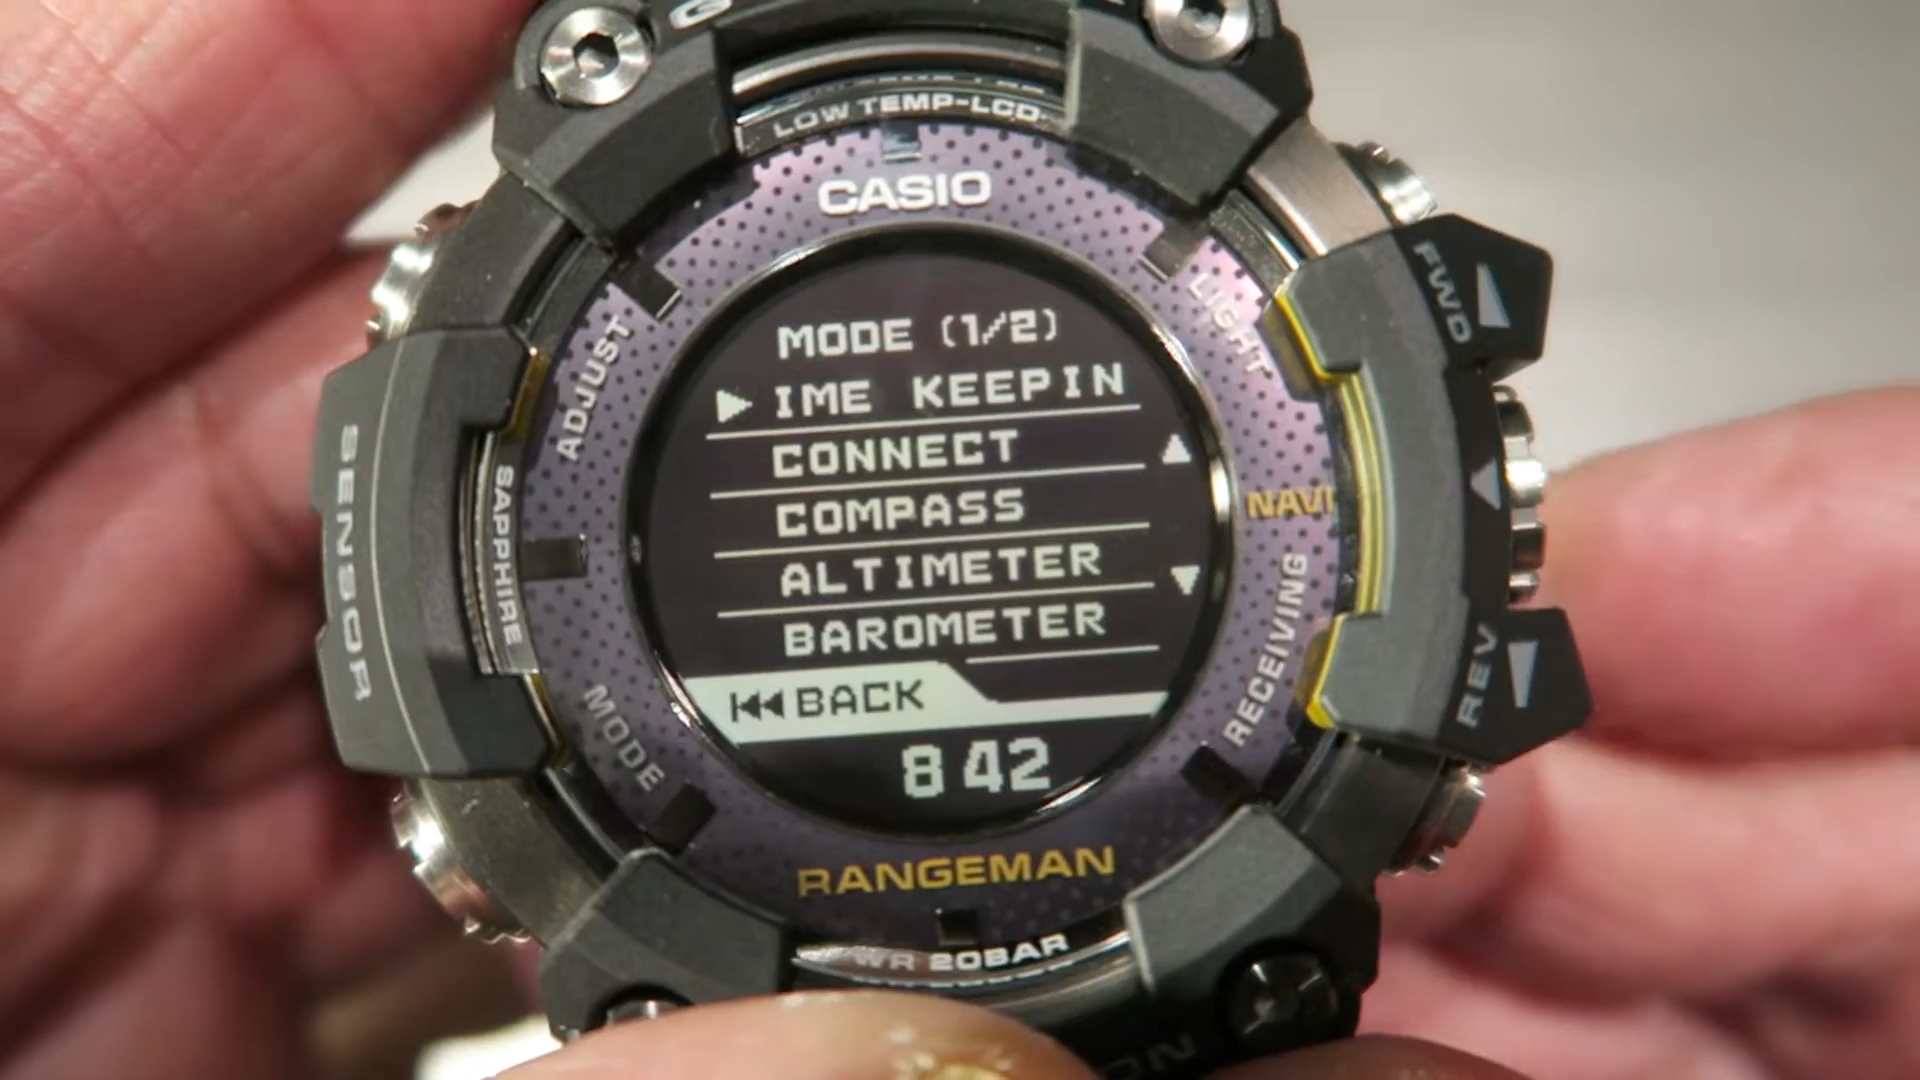 LOW TEMP-LCD
CASIO
ADJUST
LIGHT
FWD
MODE (1/2)
IME KEEPIN
CONNECT
COMPASS
ALTIMETER
BAROMETER
BACK
8 42
SENSOR
SAPPHIRE
NAVI
RECEIVING
REV
MODE
RANGEMAN
WR 20BAR